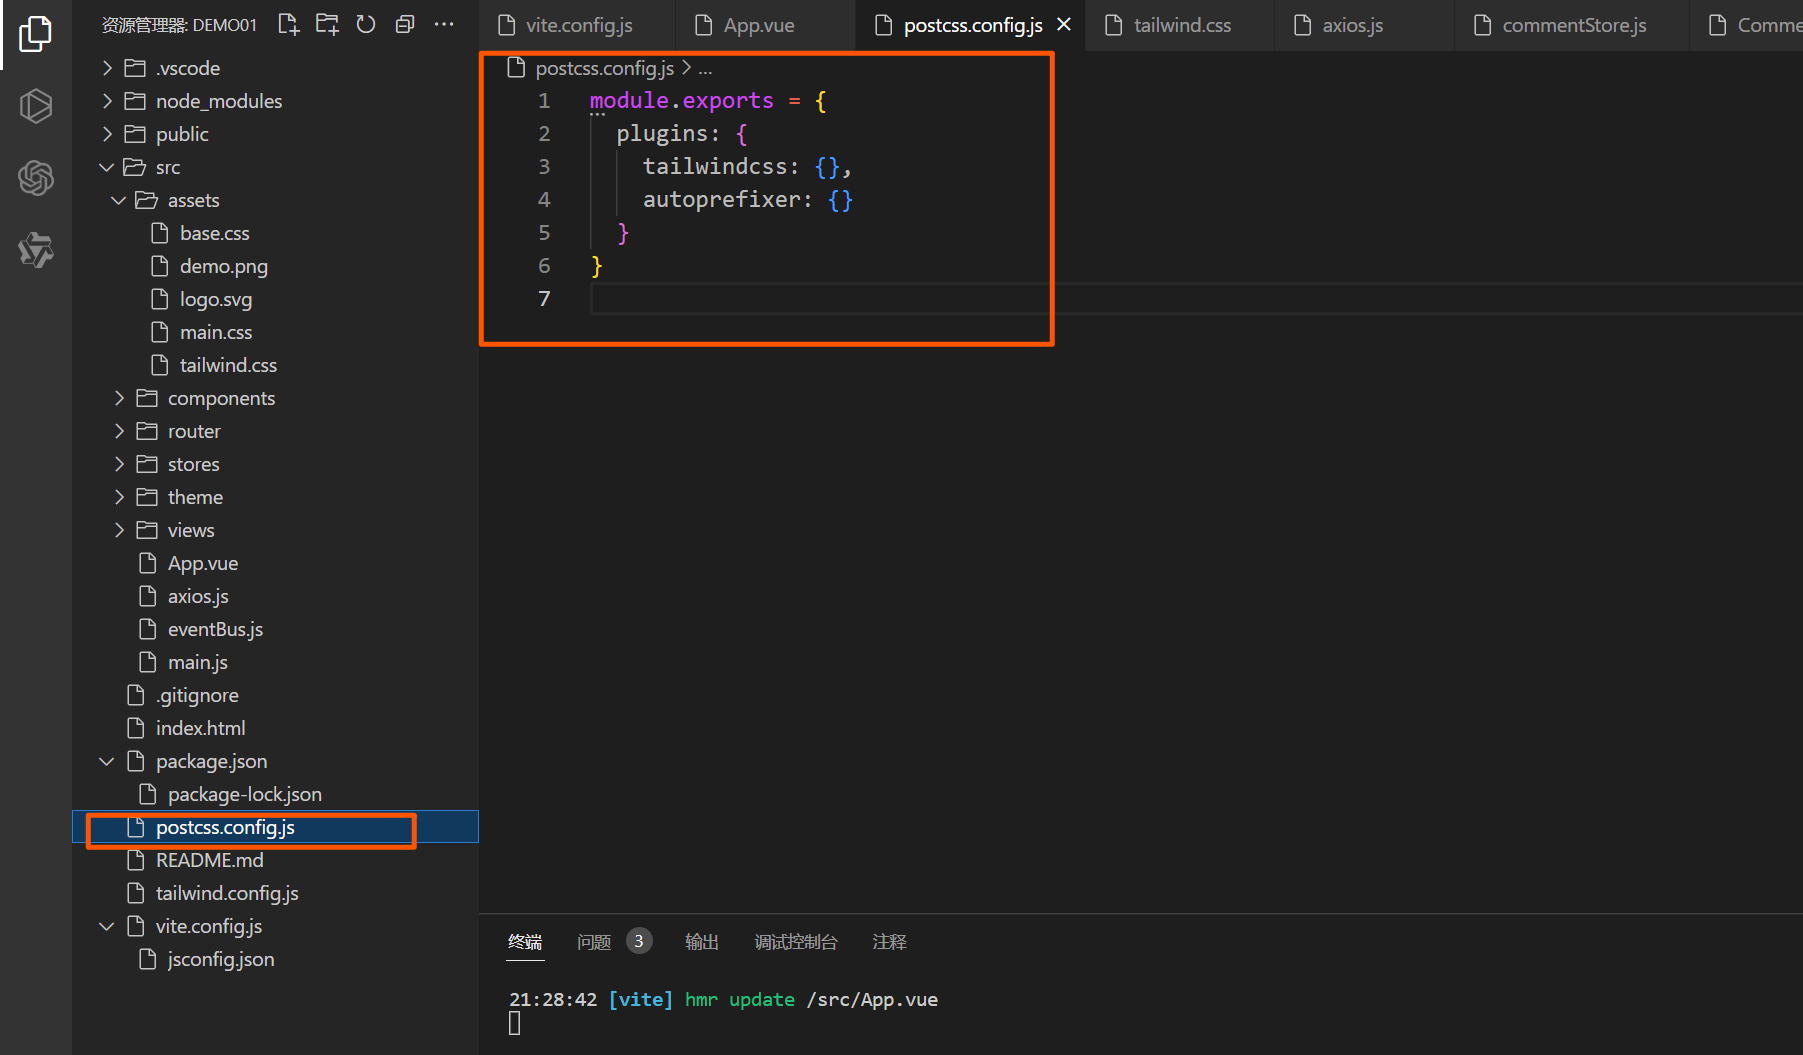 资源管理器: DEMO01
.vscode
node_modules
public
src
assets
base.css
demo.png
logo.svg
main.css
tailwind.css
components
router
stores
theme
views
App.vue
axios.js
eventBus.js
main.js
.gitignore
index.html
package.json
package-lock.json
postcss.config.js
README.md
tailwind.config.js
vite.config.js
jsconfig.json
vite.config.js
App.vue
postcss.config.js
tailwind.css
axios.js
commentStore.js
Comme
postcss.config.js > ...
1 module.exports = {
2 plugins: {
3 tailwindcss: {},
4 autoprefixer: {}
5 }
6 }
7
终端 问题 3 输出 调试控制台 注释
21:28:42 [vite] hmr update /src/App.vue